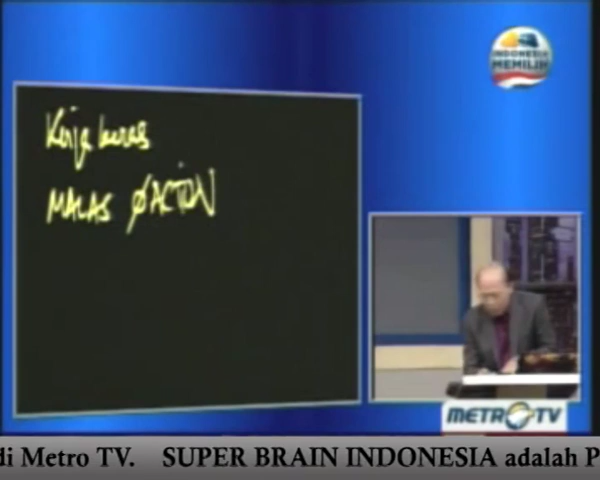 INDONESIA
MEMILIH
Kerja keras
MALAS ØACTION
METRO TV
di Metro TV. SUPER BRAIN INDONESIA adalah P